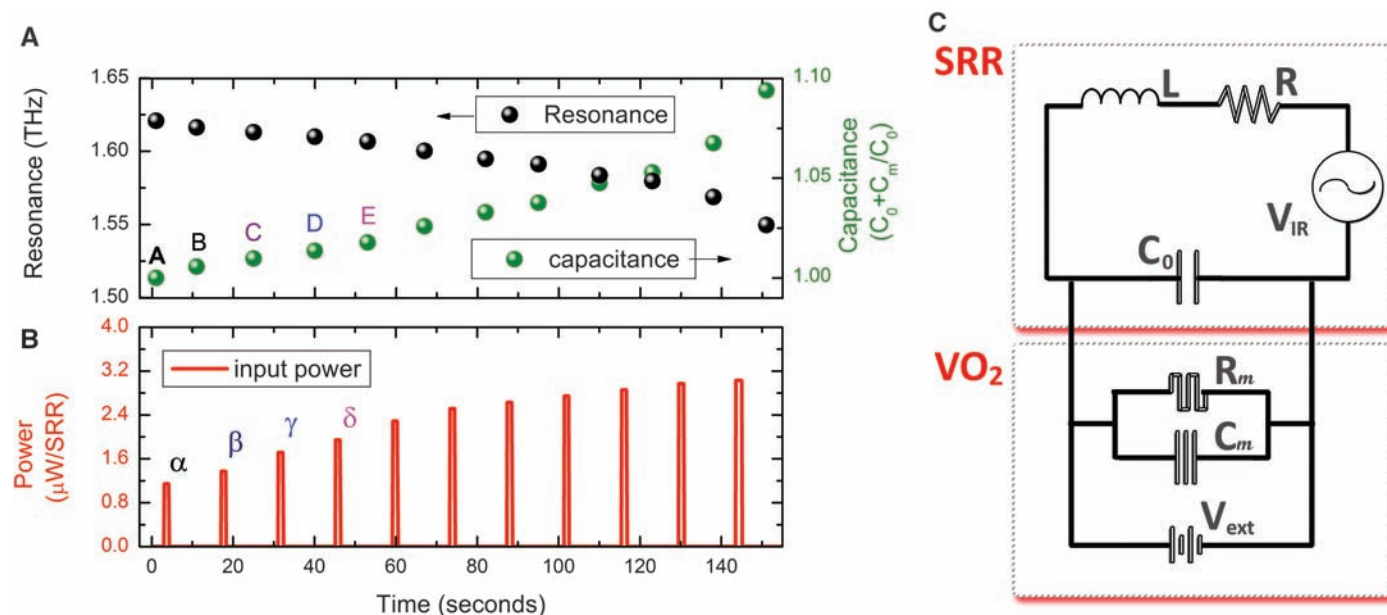 A
1.65
1.60
1.55
1.50
Resonance (THz)
Resonance
capacitance
A
B
C
D
E
1.10
1.05
1.00
Capacitance
(C₀+Cₘ/C₀)
B
4.0
3.2
2.4
1.6
0.8
0.0
Power
(μW/SRR)
input power
α
β
γ
δ
0 20 40 60 80 100 120 140
Time (seconds)
C
SRR
L R
V_IR
C₀
VO₂
Rₘ
Cₘ
V_ext